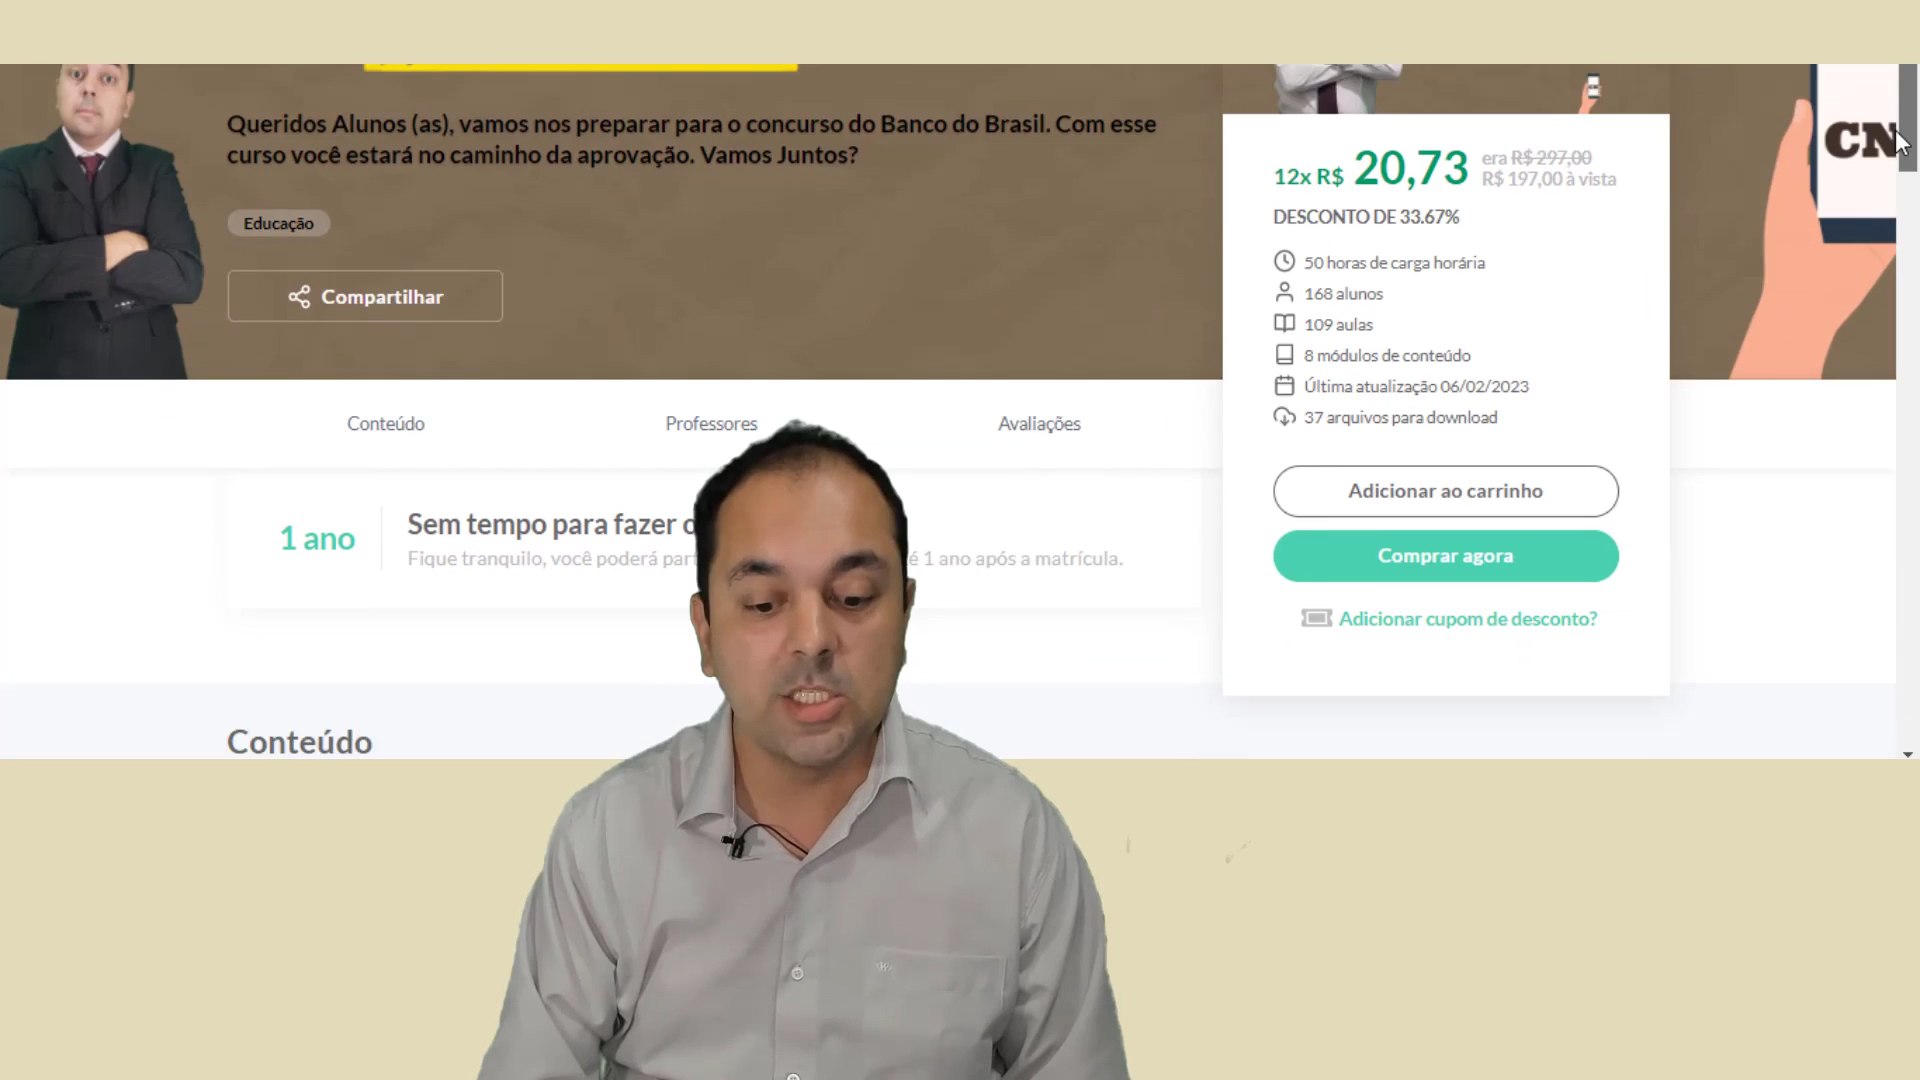 Queridos Alunos (as), vamos nos preparar para o concurso do Banco do Brasil. Com esse
curso você estará no caminho da aprovação. Vamos Juntos?
Educação
Compartilhar
CN
12x R$ 20,73
era R$ 297,00
R$ 197,00 à vista
DESCONTO DE 33.67%
50 horas de carga horária
168 alunos
109 aulas
8 módulos de conteúdo
Última atualização 06/02/2023
37 arquivos para download
Adicionar ao carrinho
Comprar agora
Adicionar cupom de desconto?
Conteúdo
Professores
Avaliações
1 ano
Sem tempo para fazer
Fique tranquilo, você poderá é 1 ano após a matrícula.
Conteúdo